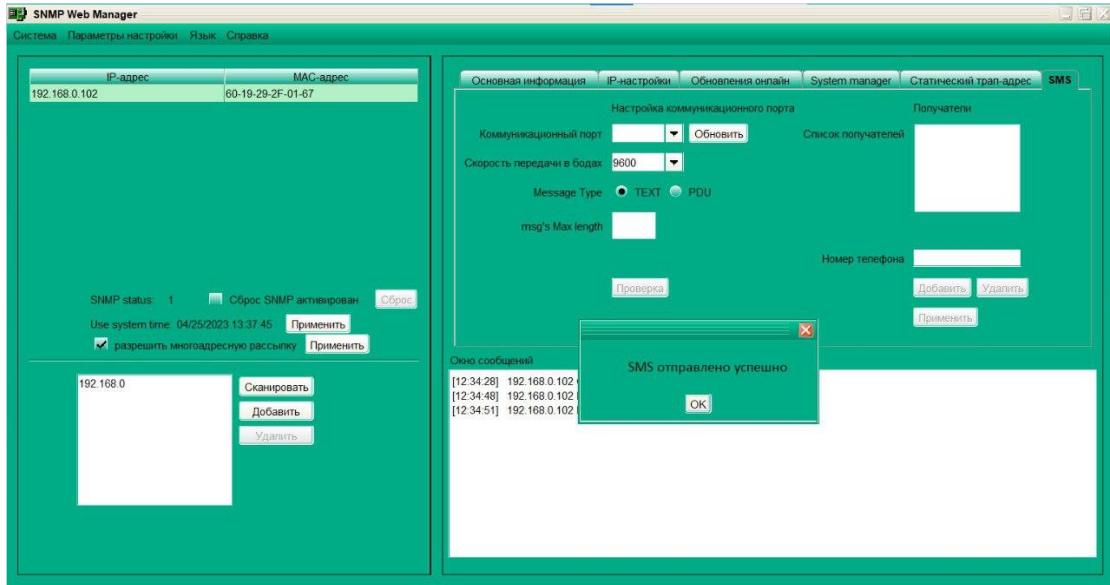 SNMP Web Manager
Система Параметры настройки Язык Справка
IP-адрес MAC-адрес
192.168.0.102 60-19-29-2F-01-67
SNMP status: 1 Сброс SNMP активирован Сброс
Use system time 04/25/2023 13:37:45 Применить
разрешить многоадресную рассылку Применить
192.168.0
Сканировать
Добавить
Удалить
Основная информация IP-настройки Обновления онлайн System manager Статический трап-адрес SMS
Настройка коммуникационного порта Получатели
Коммуникационный порт Обновить Список получателей
Скорость передачи в бодах 9600
Message Type TEXT PDU
msg's Max length
Номер телефона
Проверка Добавить Удалить
Применить
Окно сообщений
[12:34:28] 192.168.0.102
[12:34:48] 192.168.0.102
[12:34:51] 192.168.0.102
SMS отправлено успешно
OK